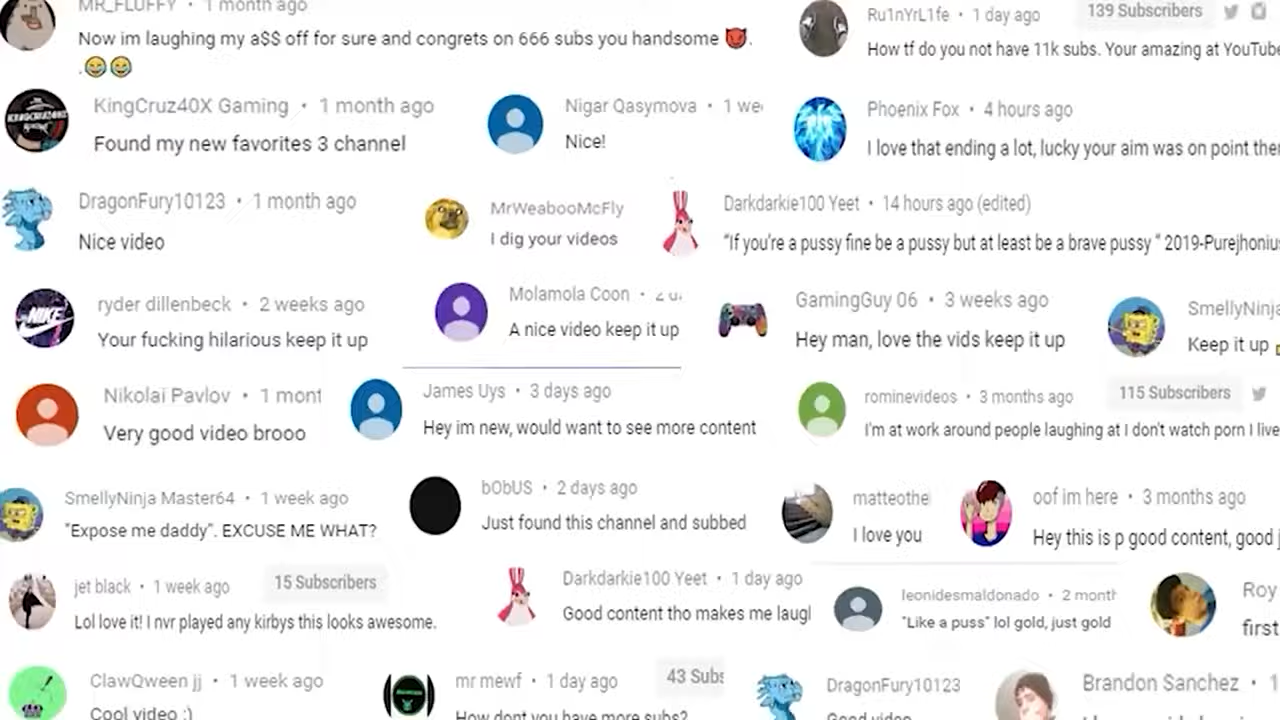 MR_FLUFFY • 1 month ago
Now im laughing my a$$ off for sure and congrets on 666 subs you handsome 😈.
.😂😂
Ru1nYrL1fe • 1 day ago
139 Subscribers
How tf do you not have 11k subs. Your amazing at YouTube
KingCruz40X Gaming • 1 month ago
Found my new favorites 3 channel
Nigar Qasymova • 1 we
Nice!
Phoenix Fox • 4 hours ago
I love that ending a lot, lucky your aim was on point ther
DragonFury10123 • 1 month ago
Nice video
MrWeabooMcFly
I dig your videos
Darkdarkie100 Yeet • 14 hours ago (edited)
"If you're a pussy fine be a pussy but at least be a brave pussy " 2019-Purejhonius
ryder dillenbeck • 2 weeks ago
Your fucking hilarious keep it up
Molamola Coon •
A nice video keep it up
GamingGuy 06 • 3 weeks ago
Hey man, love the vids keep it up
SmellyNinja
Keep it up
Nikolai Pavlov • 1 mont
Very good video brooo
James Uys • 3 days ago
Hey im new, would want to see more content
rominevideos • 3 months ago
115 Subscribers
I'm at work around people laughing at I don't watch porn I live
SmellyNinja Master64 • 1 week ago
"Expose me daddy". EXCUSE ME WHAT?
bObUS • 2 days ago
Just found this channel and subbed
matteothe
I love you
oof im here • 3 months ago
Hey this is p good content, good j
jet black • 1 week ago
15 Subscribers
Lol love it! I nvr played any kirbys this looks awesome.
Darkdarkie100 Yeet • 1 day ago
Good content tho makes me laugl
leonidesmaldonado • 2 month
"Like a puss" lol gold, just gold
Roy
first
ClawQween jj • 1 week ago
Cool video :)
mr mewf • 1 day ago
43 Subs
How dont you have more subs?
DragonFury10123
Good video
Brandon Sanchez • 1